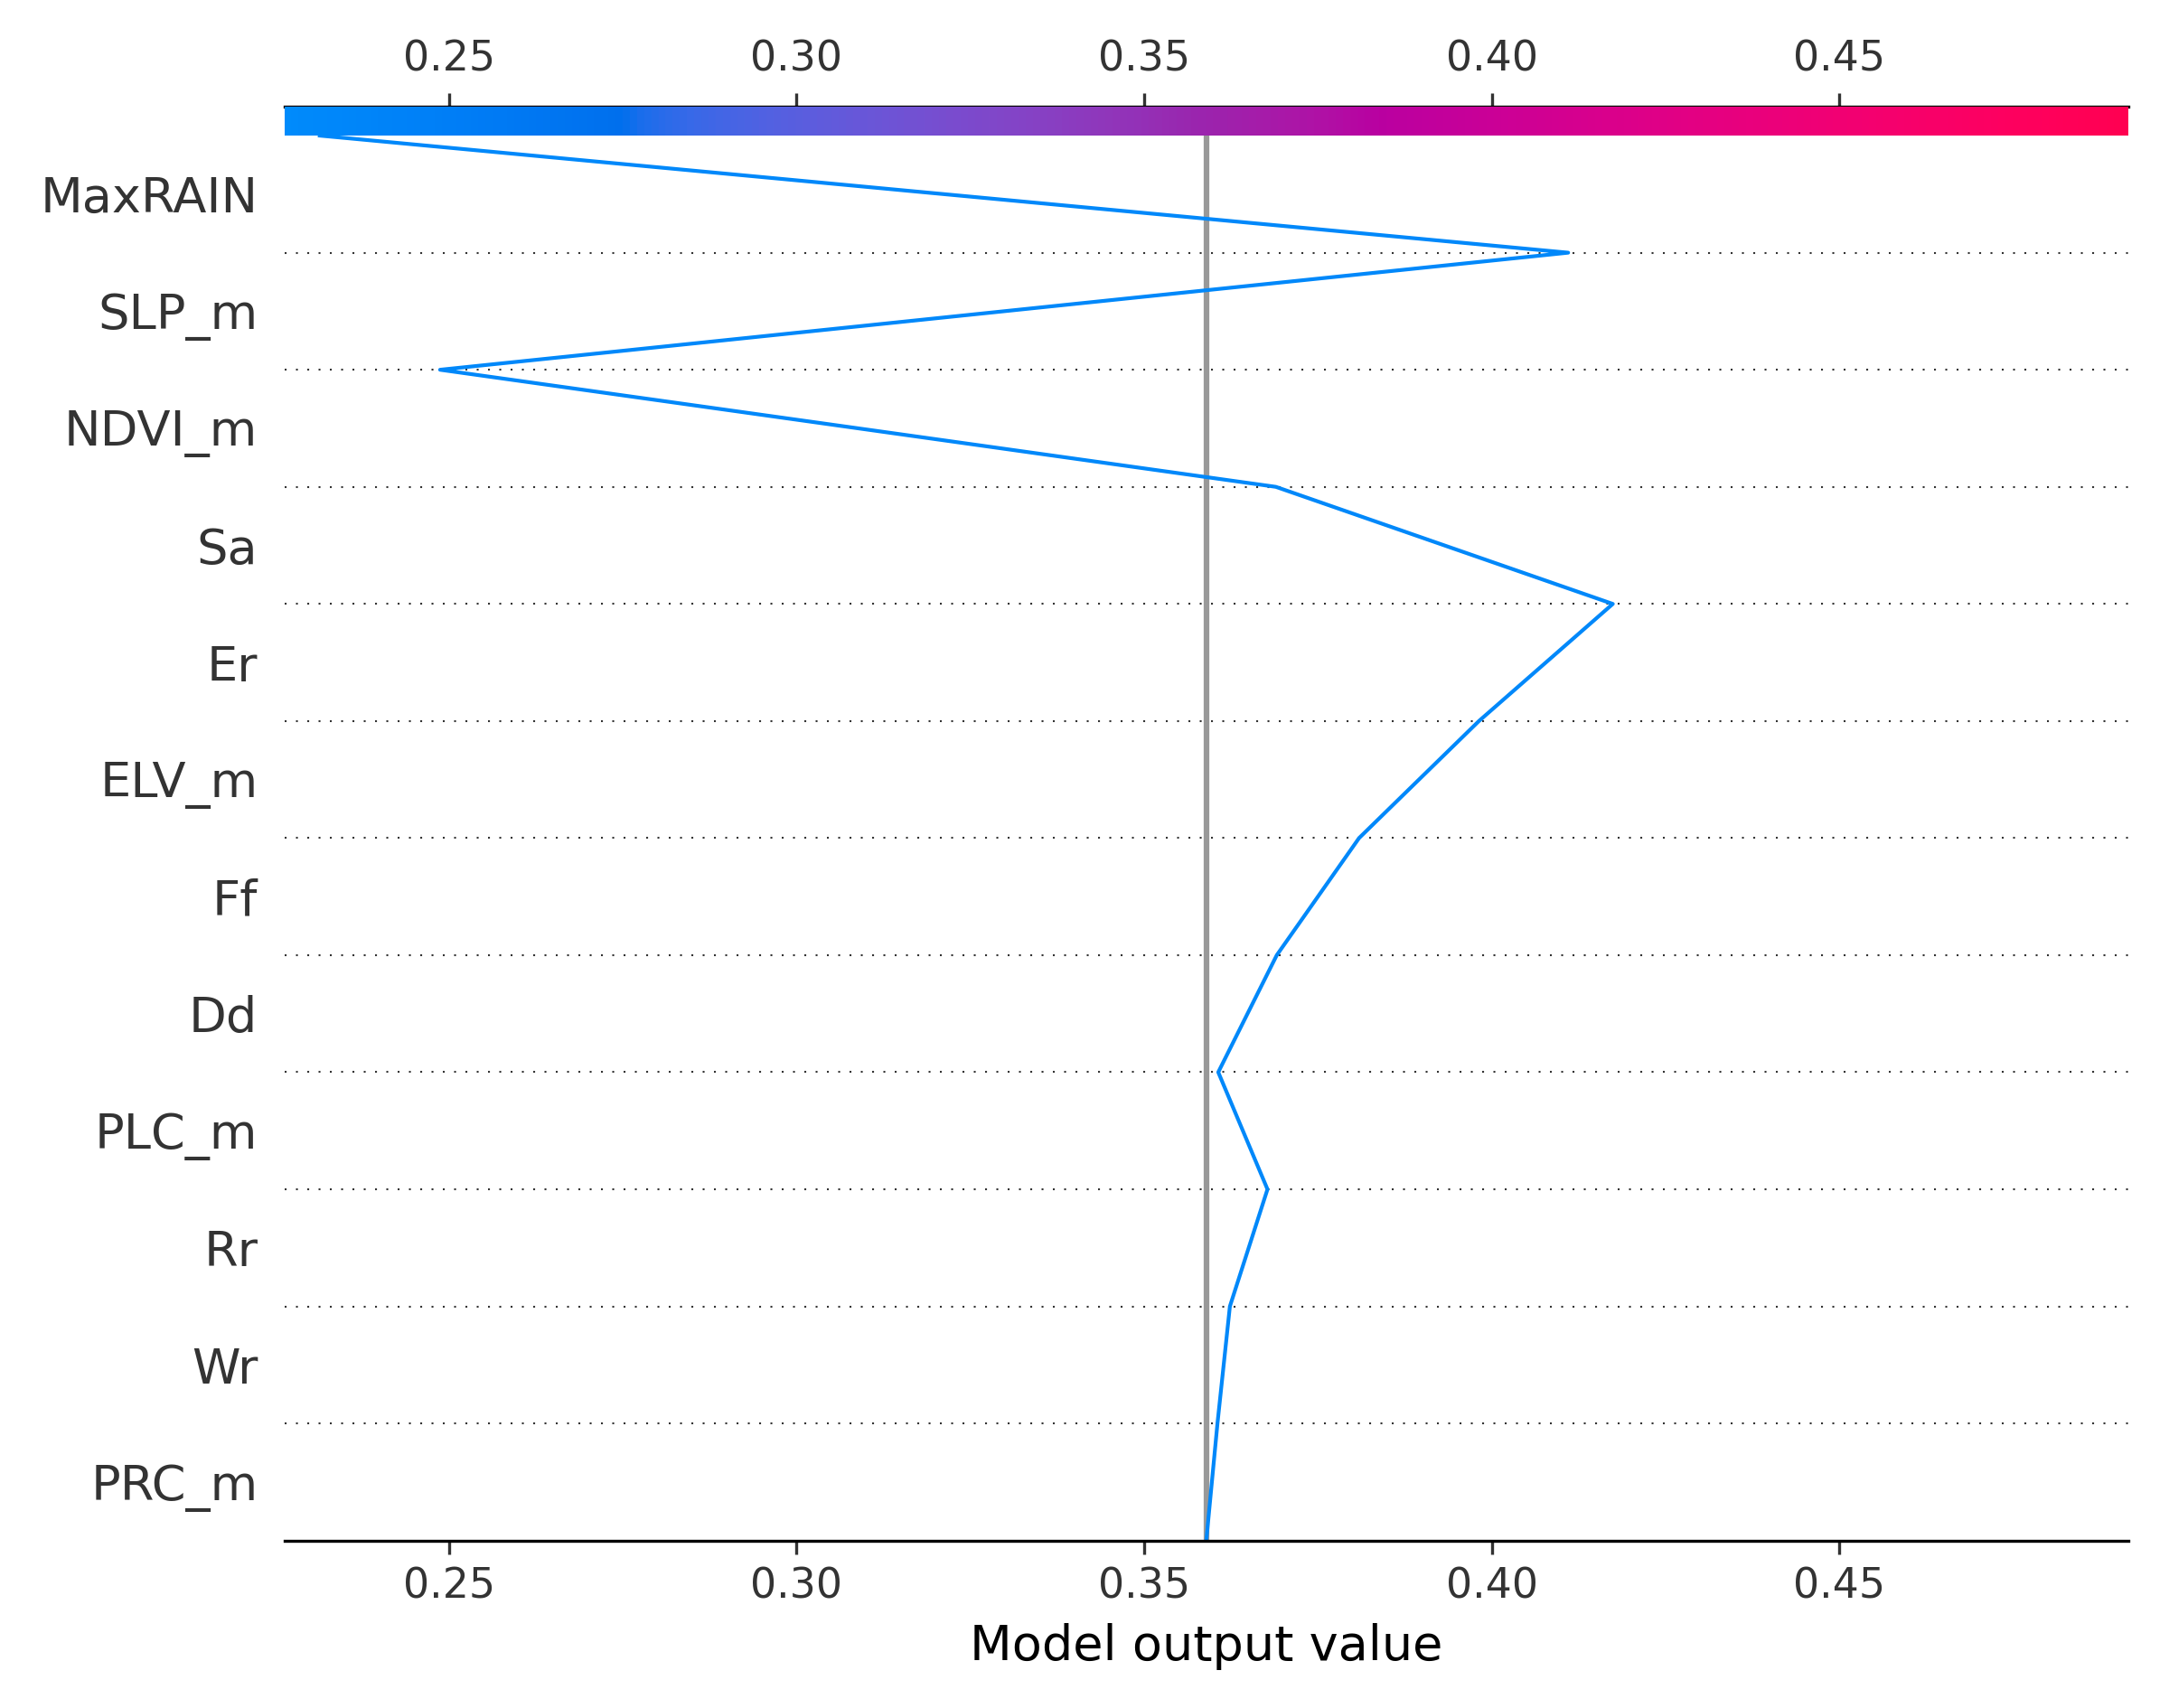 0.25 0.30 0.35 0.40 0.45
MaxRAIN
SLP_m
NDVI_m
Sa
Er
ELV_m
Ff
Dd
PLC_m
Rr
Wr
PRC_m
0.25 0.30 0.35 0.40 0.45
Model output value